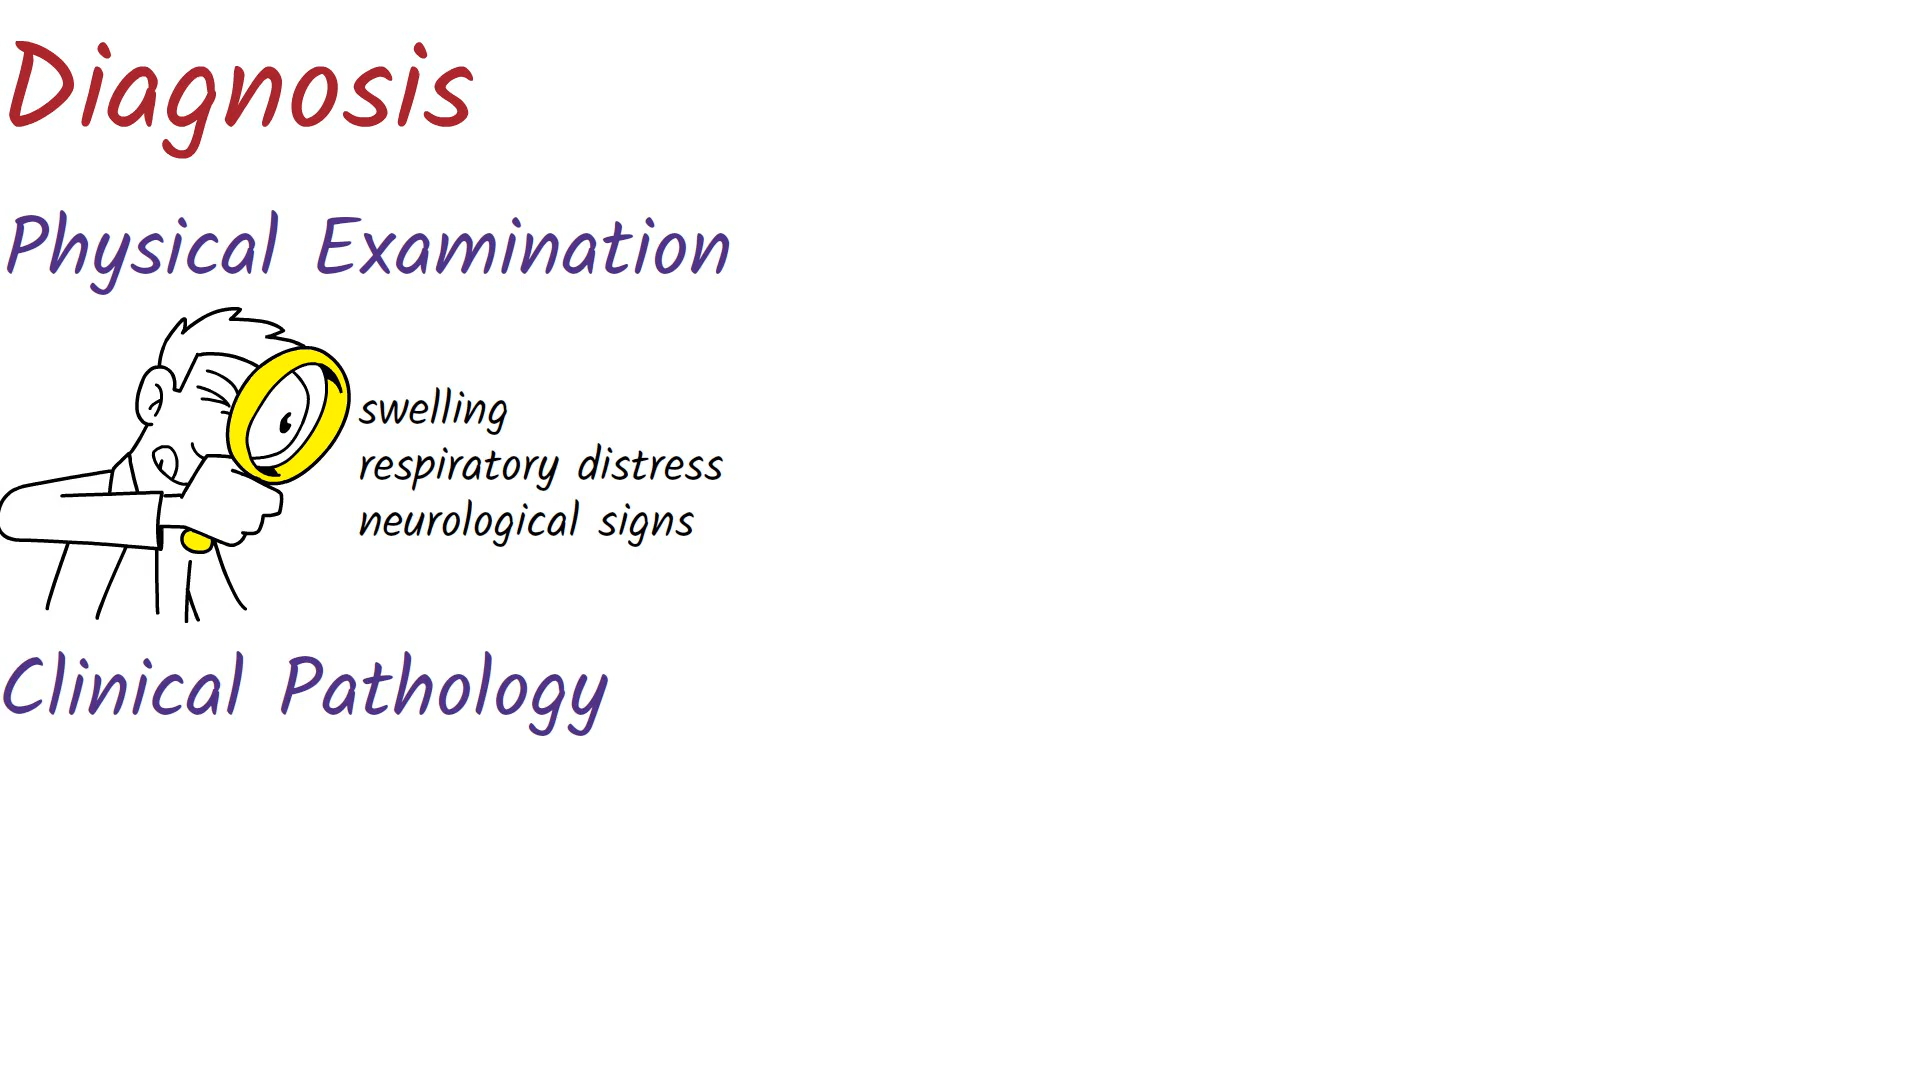 Diagnosis
Physical Examination
swelling
respiratory distress
neurological signs
Clinical Pathology